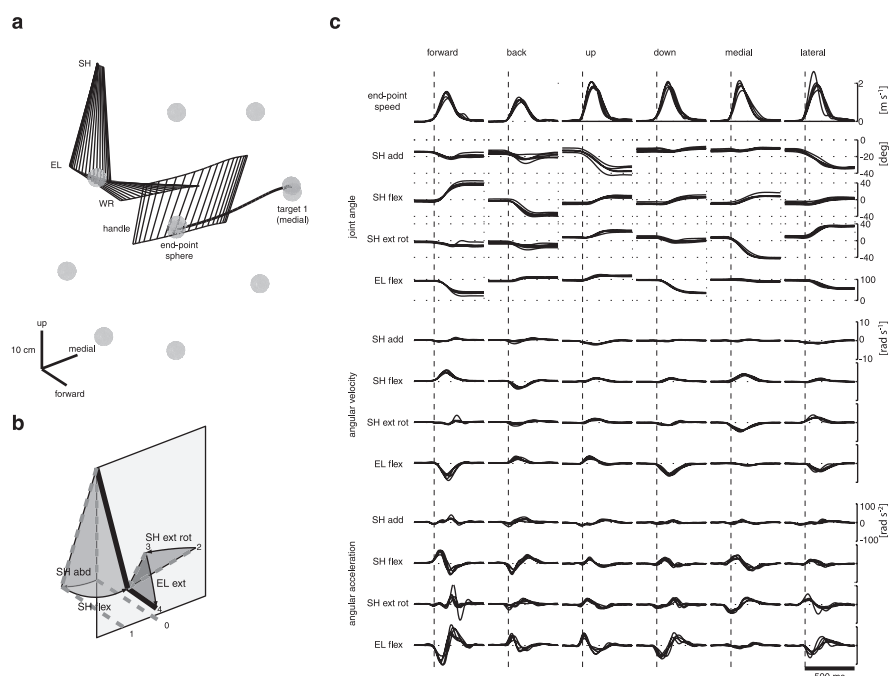 a
SH
EL
WR
handle
end-point
sphere
target 1
(medial)
up
10 cm
medial
forward
b
SH ext rot
3
2
SH abd
EL ext
SH flex
4
0
1
c
forward back up down medial lateral
end-point
speed
2
0
[m s⁻¹]
joint angle
SH add
0
-20
-40
[deg]
SH flex
40
0
-40
SH ext rot
40
0
-40
EL flex
100
0
angular velocity
SH add
10
0
-10
[rad s⁻¹]
SH flex
SH ext rot
EL flex
angular acceleration
SH add
100
0
-100
[rad s⁻²]
SH flex
SH ext rot
EL flex
500 ms